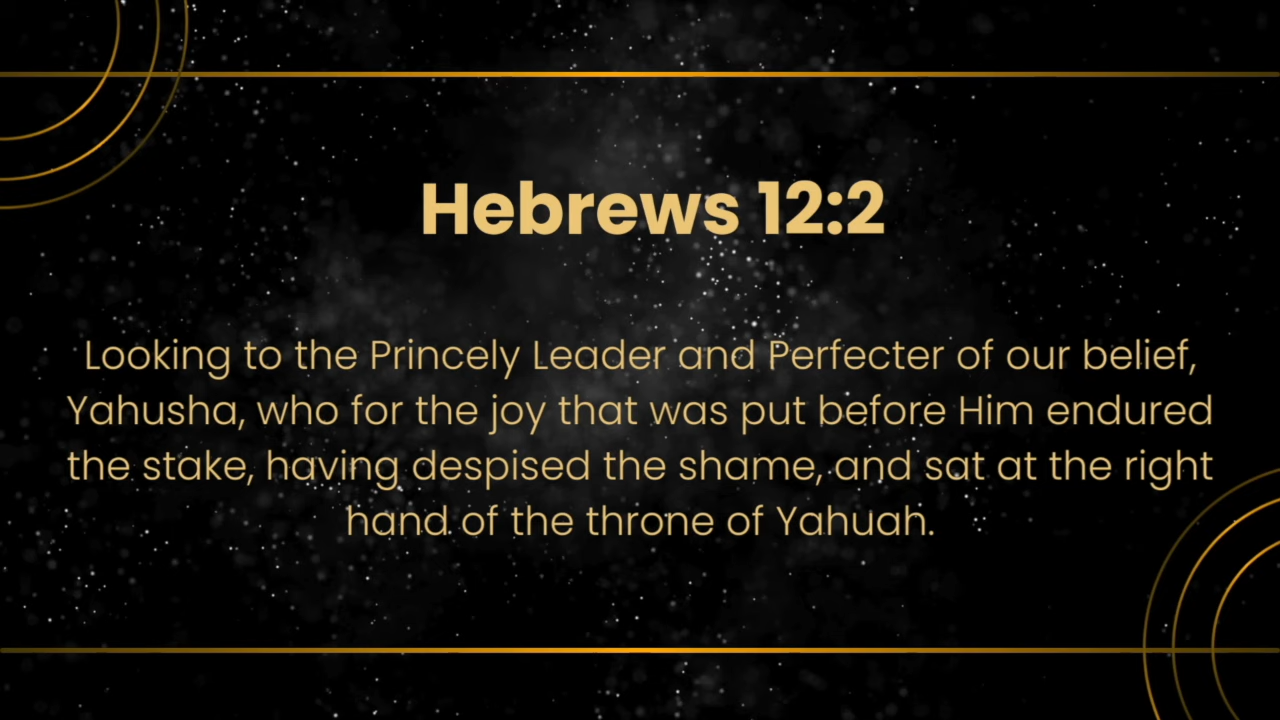 Hebrews 12:2
Looking to the Princely Leader and Perfecter of our belief,
Yahusha, who for the joy that was put before Him endured
the stake, having despised the shame, and sat at the right
hand of the throne of Yahuah.